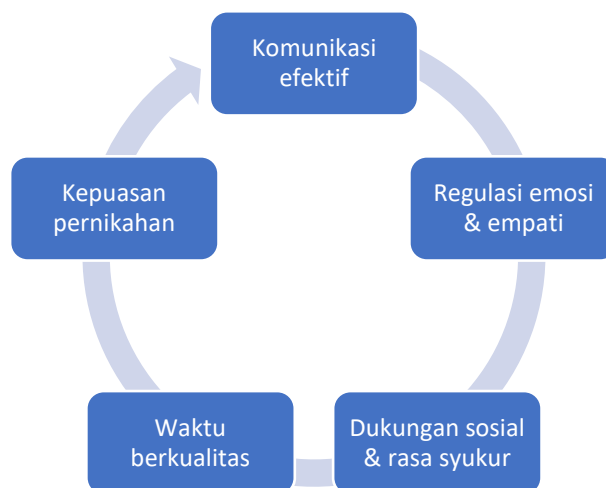 Komunikasi
efektif
Regulasi emosi
& empati
Dukungan sosial
& rasa syukur
Waktu
berkualitas
Kepuasan
pernikahan